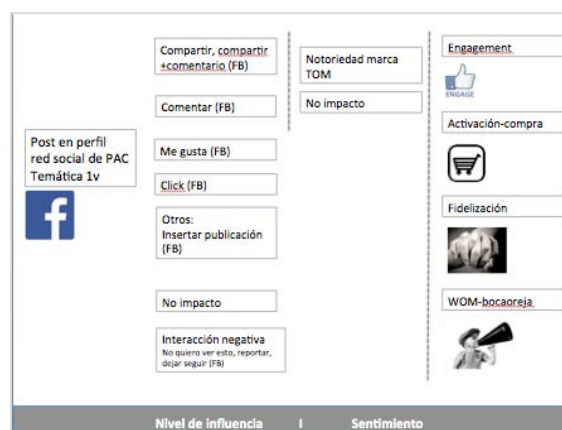 Post en perfil
red social de PAC
Temática 1v
Compartir, compartir
+comentario (FB)
Comentar (FB)
Me gusta (FB)
Click (FB)
Otros:
Insertar publicación
(FB)
No impacto
Interacción negativa
No quiero ver esto, reportar,
dejar seguir (FB)
Notoriedad marca
TOM
No impacto
Engagement
ENGAGE
Activación-compra
Fidelización
WOM-bocaoreja
Nivel de influencia I Sentimiento